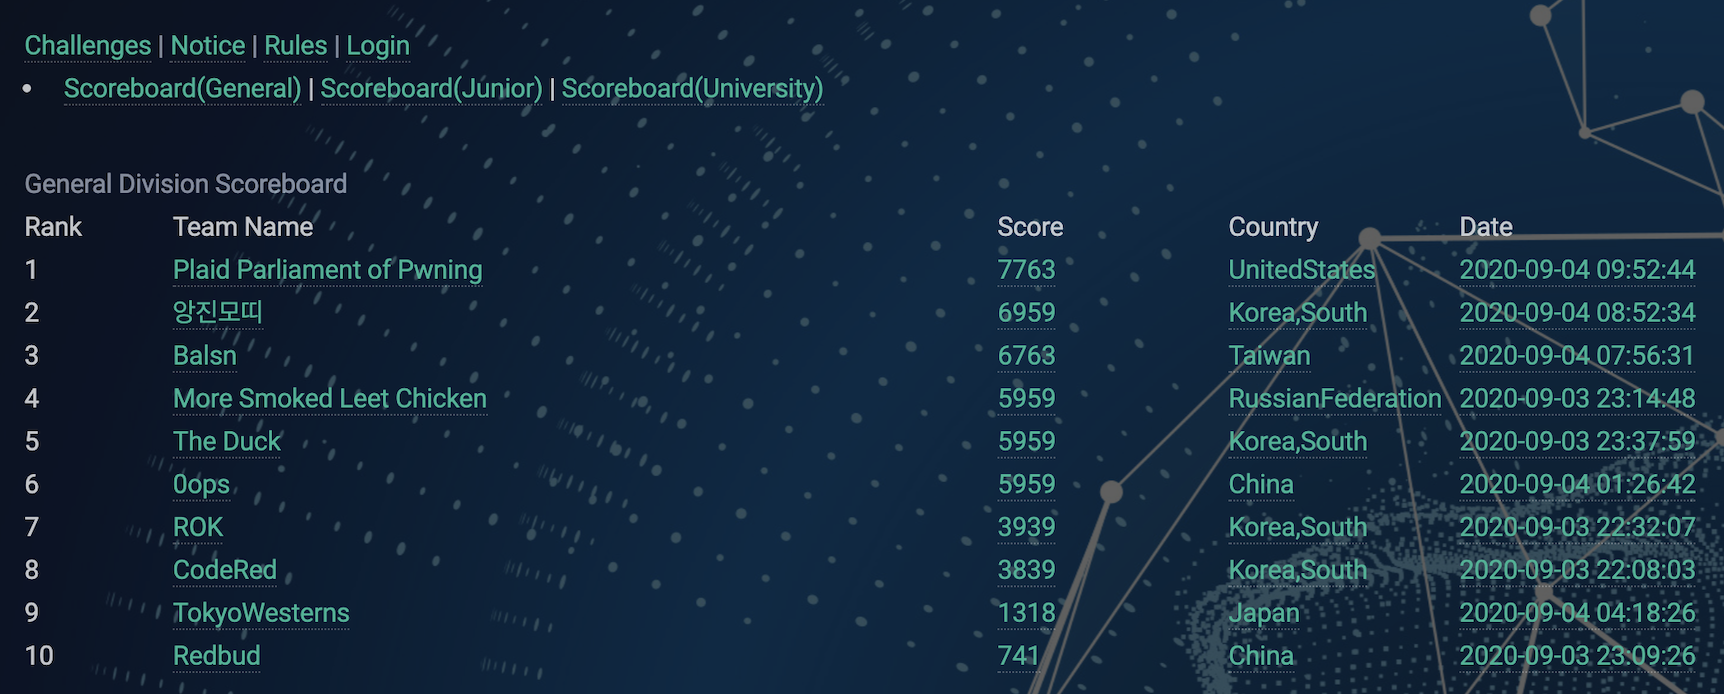 Challenges | Notice | Rules | Login
• Scoreboard(General) | Scoreboard(Junior) | Scoreboard(University)
General Division Scoreboard
Rank Team Name Score Country Date
1 Plaid Parliament of Pwning 7763 UnitedStates 2020-09-04 09:52:44
2 앙진모띠 6959 Korea,South 2020-09-04 08:52:34
3 Balsn 6763 Taiwan 2020-09-04 07:56:31
4 More Smoked Leet Chicken 5959 RussianFederation 2020-09-03 23:14:48
5 The Duck 5959 Korea,South 2020-09-03 23:37:59
6 0ops 5959 China 2020-09-04 01:26:42
7 ROK 3939 Korea,South 2020-09-03 22:32:07
8 CodeRed 3839 Korea,South 2020-09-03 22:08:03
9 TokyoWesterns 1318 Japan 2020-09-04 04:18:26
10 Redbud 741 China 2020-09-03 23:09:26